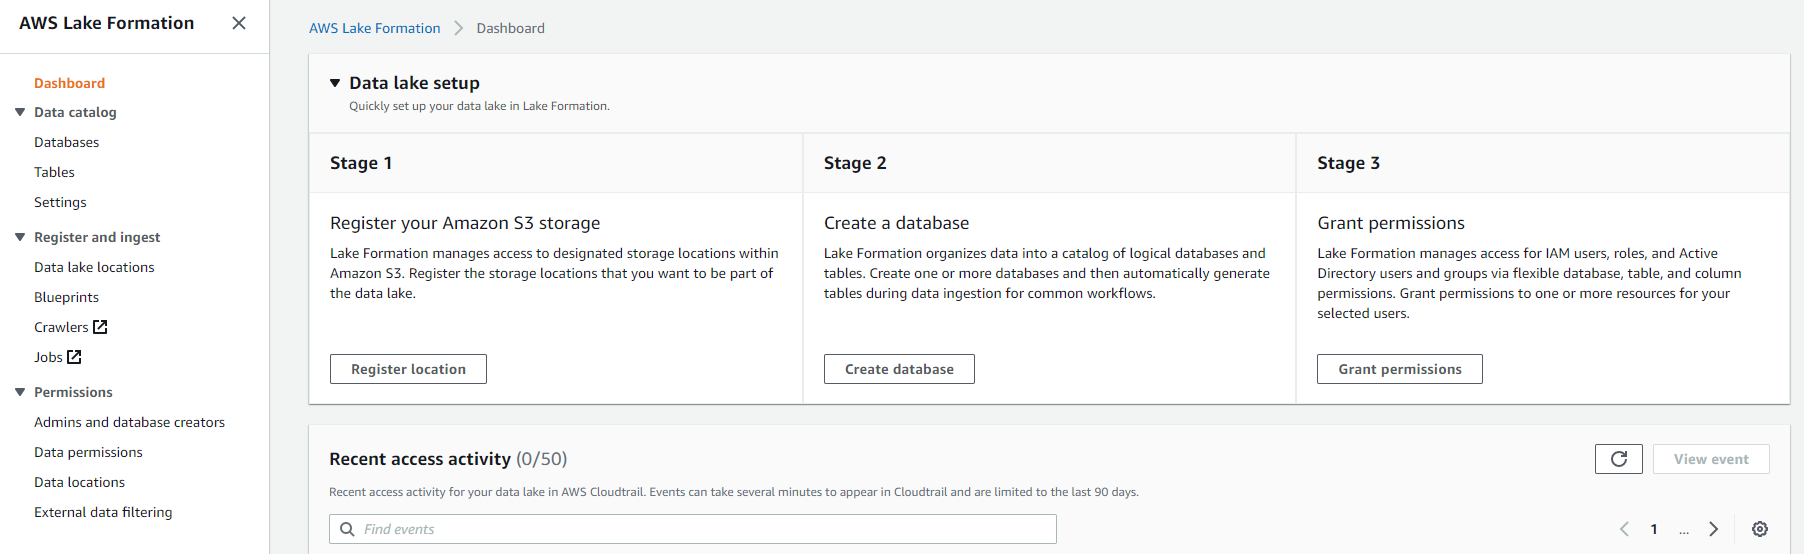 AWS Lake Formation
Dashboard
Data catalog
Databases
Tables
Settings
Register and ingest
Data lake locations
Blueprints
Crawlers
Jobs
Permissions
Admins and database creators
Data permissions
Data locations
External data filtering
AWS Lake Formation > Dashboard
Data lake setup
Quickly set up your data lake in Lake Formation.
Stage 1
Register your Amazon S3 storage
Lake Formation manages access to designated storage locations within
Amazon S3. Register the storage locations that you want to be part of
the data lake.
Register location
Stage 2
Create a database
Lake Formation organizes data into a catalog of logical databases and
tables. Create one or more databases and then automatically generate
tables during data ingestion for common workflows.
Create database
Stage 3
Grant permissions
Lake Formation manages access for IAM users, roles, and Active
Directory users and groups via flexible database, table, and column
permissions. Grant permissions to one or more resources for your
selected users.
Grant permissions
Recent access activity (0/50)
View event
Recent access activity for your data lake in AWS Cloudtrail. Events can take several minutes to appear in Cloudtrail and are limited to the last 90 days.
Find events
1 ...